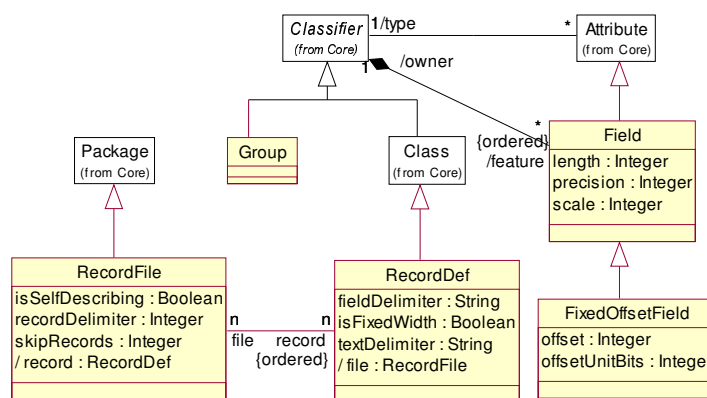 Classifier
(from Core)
1
/type
*
Attribute
(from Core)
1
/owner
*
{ordered}
/feature
Group
Class
(from Core)
Package
(from Core)
Field
length : Integer
precision : Integer
scale : Integer
RecordFile
isSelfDescribing : Boolean
recordDelimiter : Integer
skipRecords : Integer
/ record : RecordDef
n
file
n
record
{ordered}
RecordDef
fieldDelimiter : String
isFixedWidth : Boolean
textDelimiter : String
/ file : RecordFile
FixedOffsetField
offset : Integer
offsetUnitBits : Integer